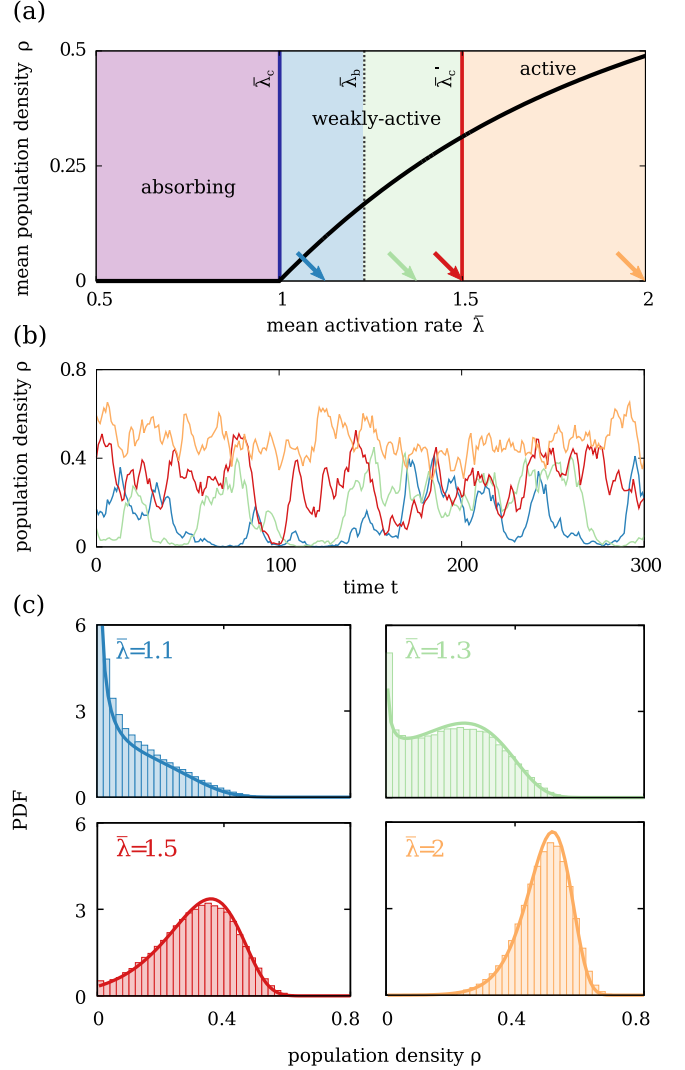 (a)
mean population density ρ
0.5
0.25
0
λ̄c
λ̄b
λ̄c'
active
weakly-active
absorbing
0.5
1
1.5
2
mean activation rate λ̄
(b)
population density ρ
0.8
0.4
0
0
100
200
300
time t
(c)
PDF
6
3
0
λ̄=1.1
λ̄=1.3
6
3
0
λ̄=1.5
λ̄=2
0
0.4
0.8
0.4
0.8
population density ρ